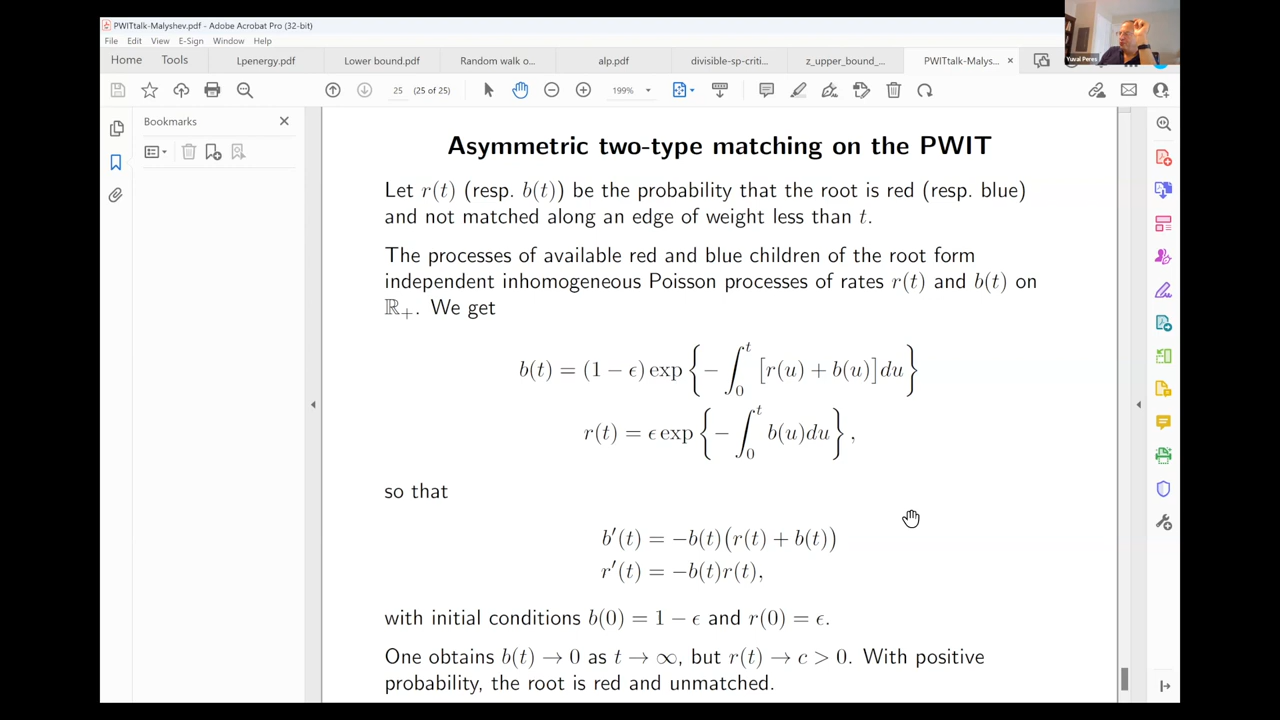 PWITtalk-Malyshev.pdf - Adobe Acrobat Pro (32-bit)
File Edit View E-Sign Window Help
Home Tools Lpenergy.pdf Lower bound.pdf Random walk o... alp.pdf divisible-sp-criti... z_upper_bound_... PWITtalk-Malys... ×
Yuval Peres
25 (25 of 25) 199%
Bookmarks
Asymmetric two-type matching on the PWIT
Let r(t) (resp. b(t)) be the probability that the root is red (resp. blue)
and not matched along an edge of weight less than t.
The processes of available red and blue children of the root form
independent inhomogeneous Poisson processes of rates r(t) and b(t) on
ℝ₊. We get
b(t) = (1 − ϵ) exp { − ∫₀ᵗ [r(u) + b(u)]du }
r(t) = ϵ exp { − ∫₀ᵗ b(u)du } ,
so that
b′(t) = −b(t)(r(t) + b(t))
r′(t) = −b(t)r(t),
with initial conditions b(0) = 1 − ϵ and r(0) = ϵ.
One obtains b(t) → 0 as t → ∞, but r(t) → c > 0. With positive
probability, the root is red and unmatched.